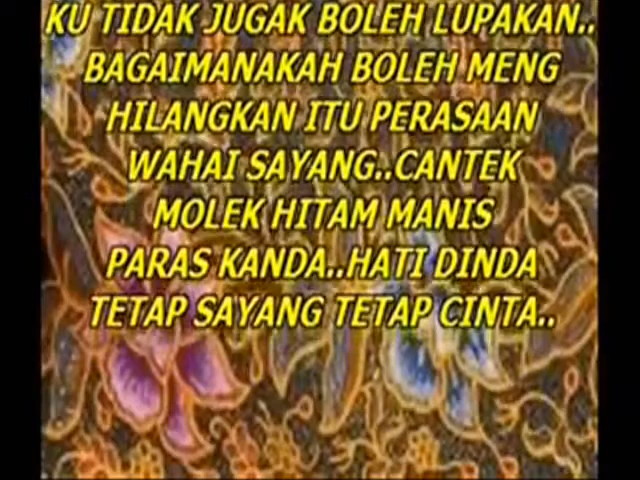 KU TIDAK JUGAK BOLEH LUPAKAN..
BAGAIMANAKAH BOLEH MENG
HILANGKAN ITU PERASAAN
WAHAI SAYANG..CANTEK
MOLEK HITAM MANIS
PARAS KANDA..HATI DINDA
TETAP SAYANG TETAP CINTA..